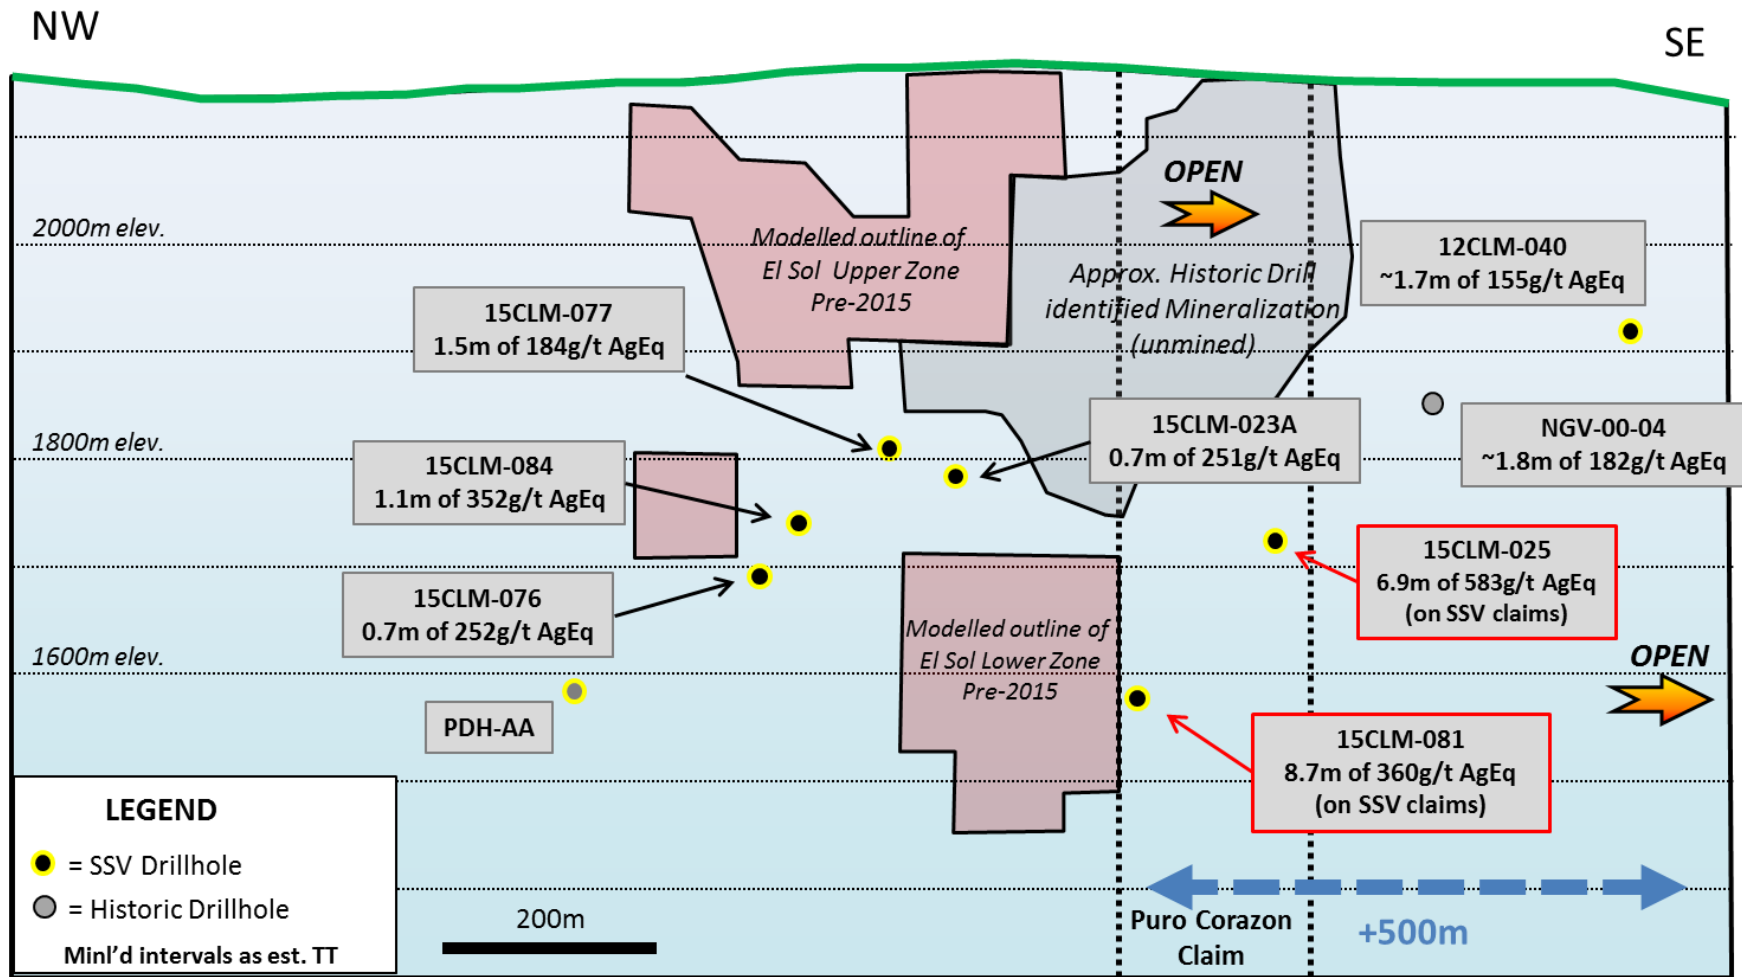 NW
SE
OPEN
2000m elev.
Modelled outline of
El Sol Upper Zone
Pre-2015
Approx. Historic Drill
identified Mineralization
(unmined)
12CLM-040
~1.7m of 155g/t AgEq
15CLM-077
1.5m of 184g/t AgEq
15CLM-023A
0.7m of 251g/t AgEq
NGV-00-04
~1.8m of 182g/t AgEq
1800m elev.
15CLM-084
1.1m of 352g/t AgEq
15CLM-025
6.9m of 583g/t AgEq
(on SSV claims)
15CLM-076
0.7m of 252g/t AgEq
Modelled outline of
El Sol Lower Zone
Pre-2015
1600m elev.
OPEN
PDH-AA
15CLM-081
8.7m of 360g/t AgEq
(on SSV claims)
LEGEND
= SSV Drillhole
= Historic Drillhole
Minl'd intervals as est. TT
200m
Puro Corazon
Claim
+500m